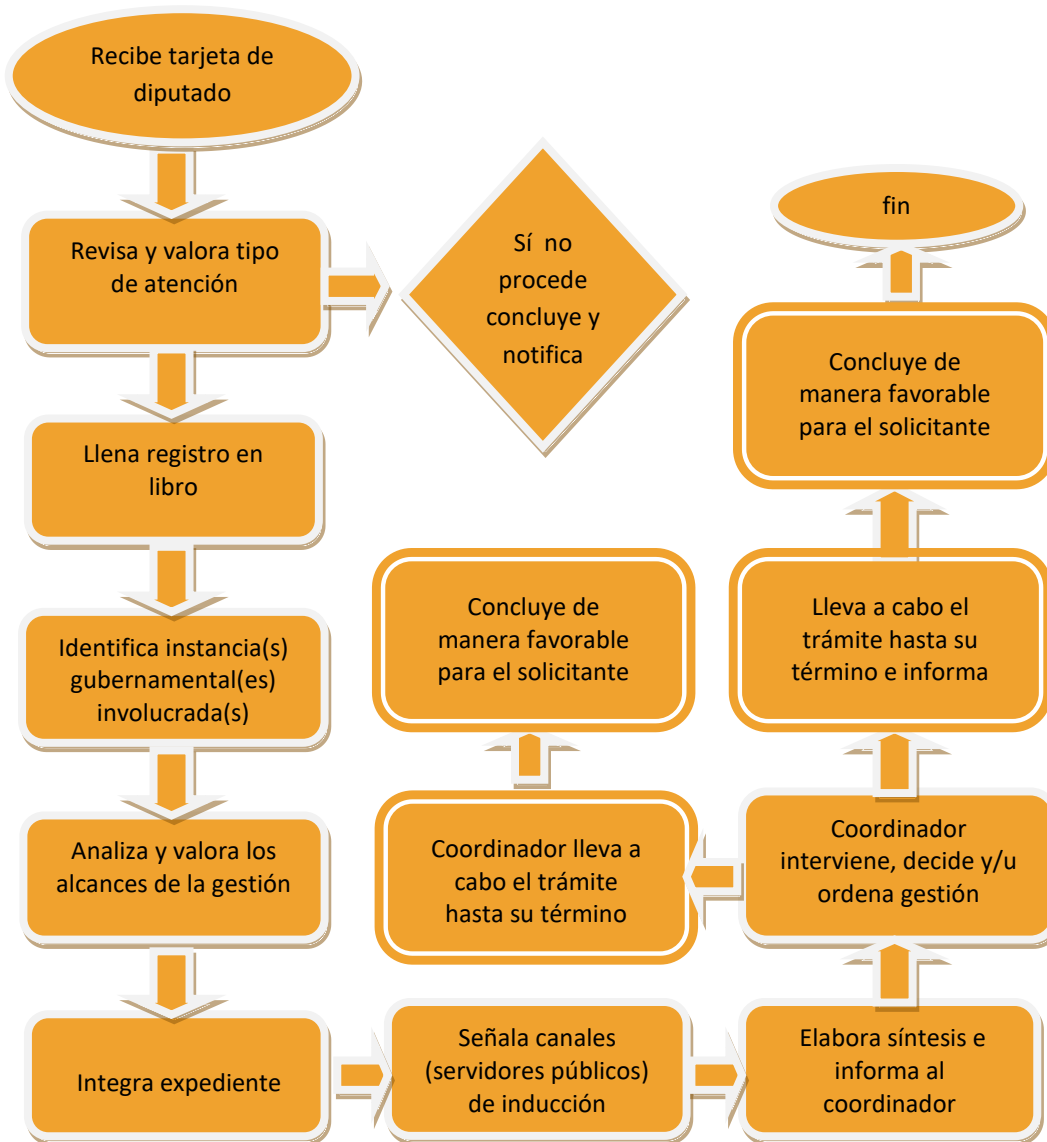 Recibe tarjeta de
diputado
Revisa y valora tipo
de atención
Sí no
procede
concluye y
notifica
Llena registro en
libro
Identifica instancia(s)
gubernamental(es)
involucrada(s)
Analiza y valora los
alcances de la gestión
Integra expediente
Señala canales
(servidores públicos)
de inducción
Elabora síntesis e
informa al
coordinador
Coordinador
interviene, decide y/u
ordena gestión
Coordinador lleva a
cabo el trámite
hasta su término
Concluye de
manera favorable
para el solicitante
Lleva a cabo el
trámite hasta su
término e informa
Concluye de
manera favorable
para el solicitante
fin